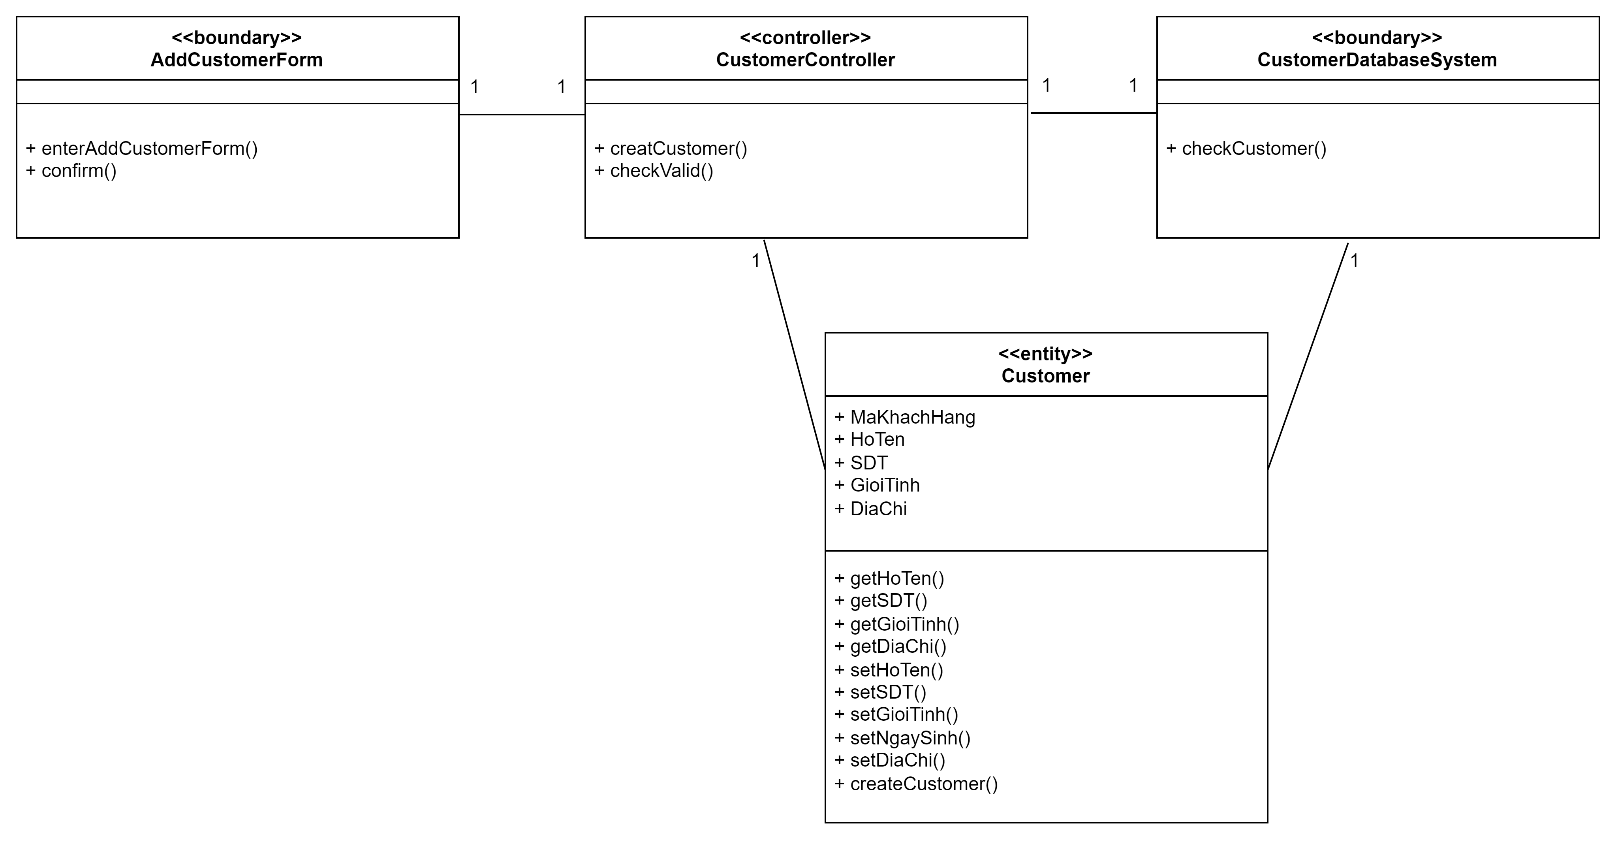 <<boundary>>
AddCustomerForm
+ enterAddCustomerForm()
+ confirm()
1
1
<<controller>>
CustomerController
+ creatCustomer()
+ checkValid()
1
1
<<boundary>>
CustomerDatabaseSystem
+ checkCustomer()
1
1
<<entity>>
Customer
+ MaKhachHang
+ HoTen
+ SDT
+ GioiTinh
+ DiaChi
+ getHoTen()
+ getSDT()
+ getGioiTinh()
+ getDiaChi()
+ setHoTen()
+ setSDT()
+ setGioiTinh()
+ setNgaySinh()
+ setDiaChi()
+ createCustomer()